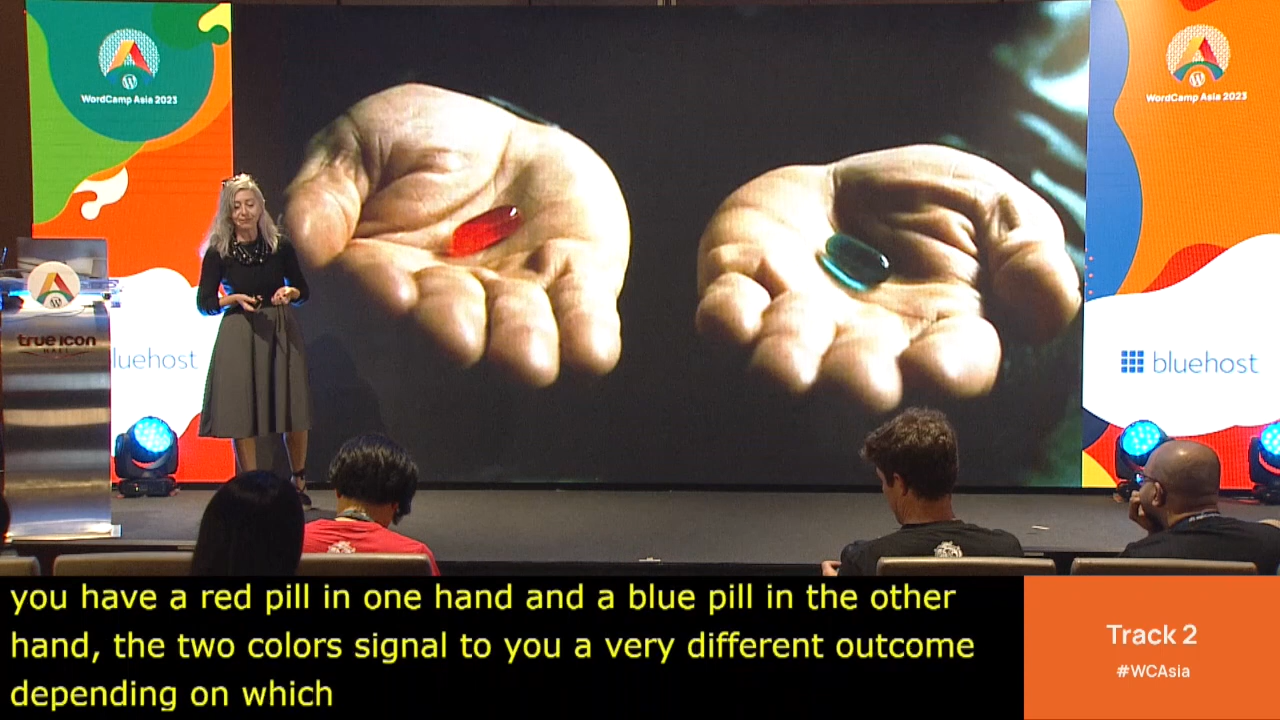 WordCamp Asia 2023
WordCamp Asia 2023
true icon
HALL
luehost
bluehost
you have a red pill in one hand and a blue pill in the other
hand, the two colors signal to you a very different outcome
depending on which
Track 2
#WCAsia